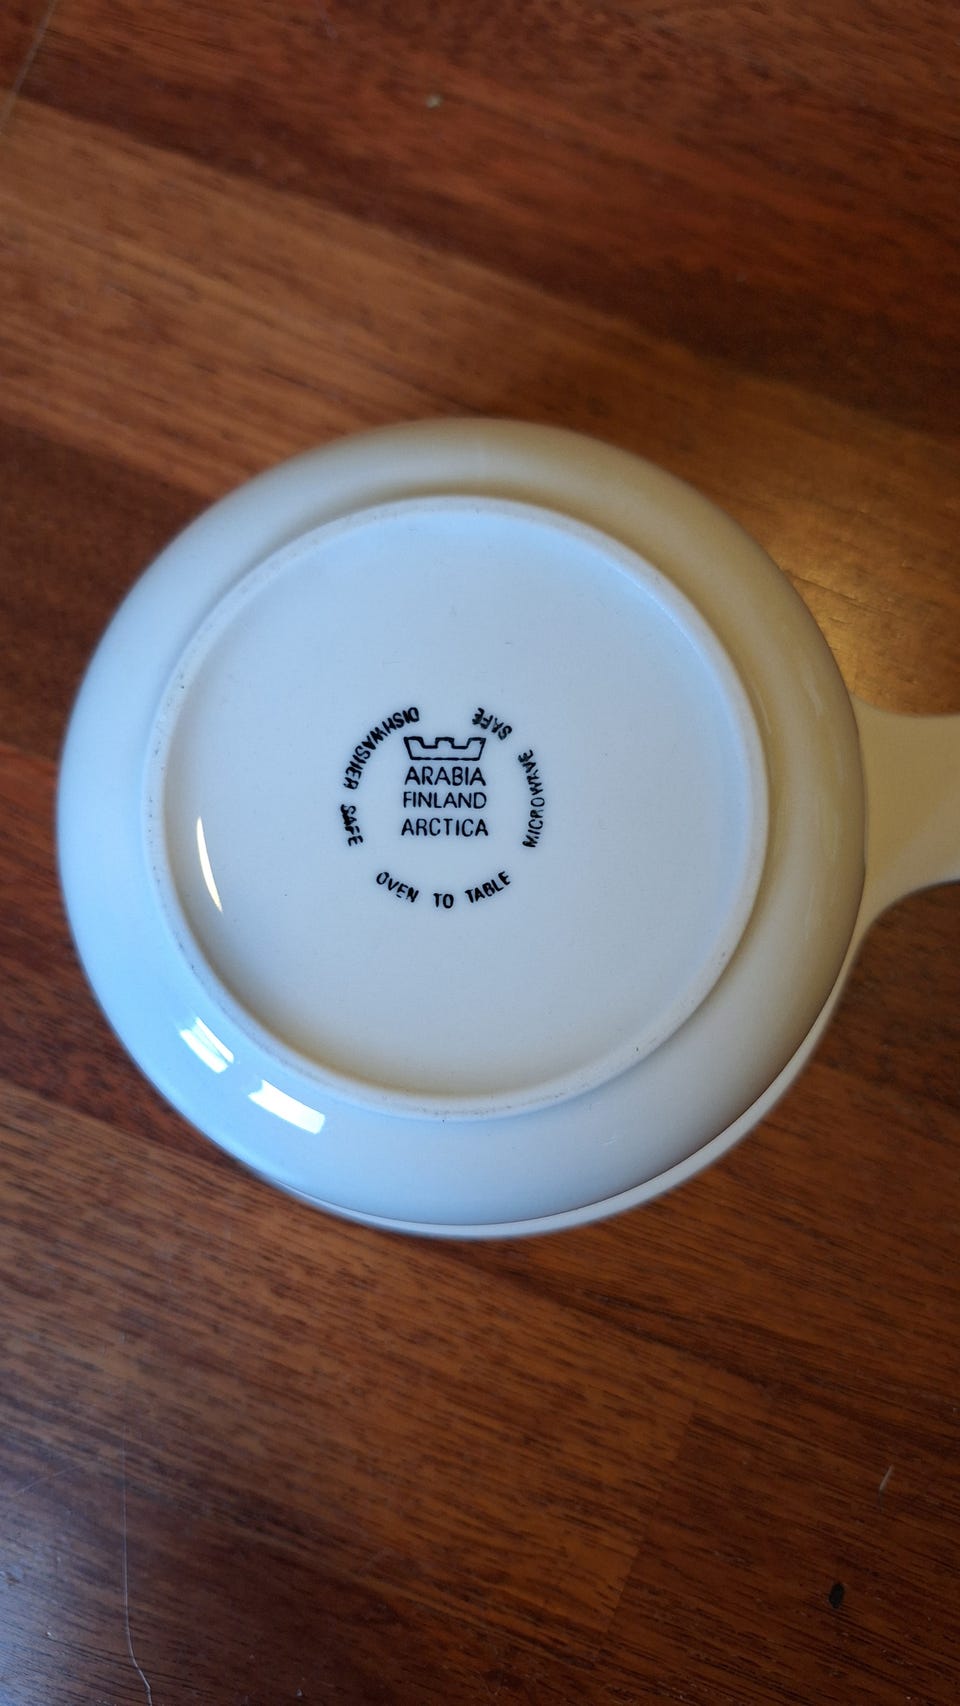 ARABIA
FINLAND
ARCTICA
DISHWASHER SAFE
OVEN TO TABLE
MICROWAVE SAFE